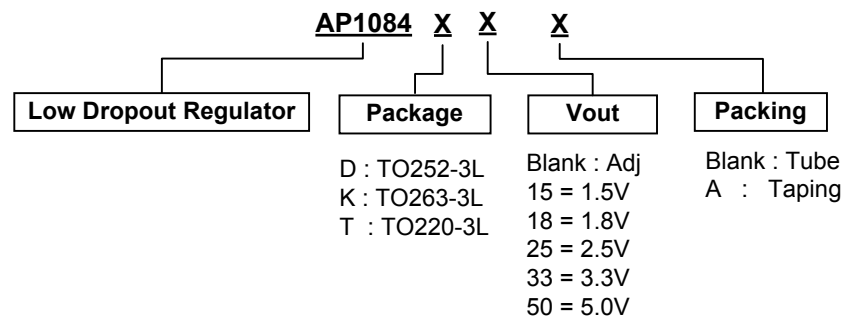 AP1084 X X X
Low Dropout Regulator
Package
Vout
Packing
D : TO252-3L
K : TO263-3L
T : TO220-3L
Blank : Adj
15 = 1.5V
18 = 1.8V
25 = 2.5V
33 = 3.3V
50 = 5.0V
Blank : Tube
A : Taping